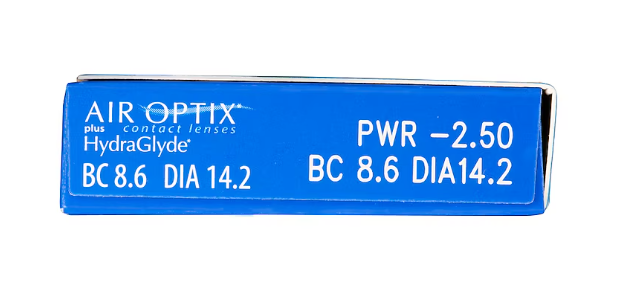 AIR OPTIX®
plus contact lenses
HydraGlyde®
BC 8.6 DIA 14.2
PWR -2.50
BC 8.6 DIA14.2